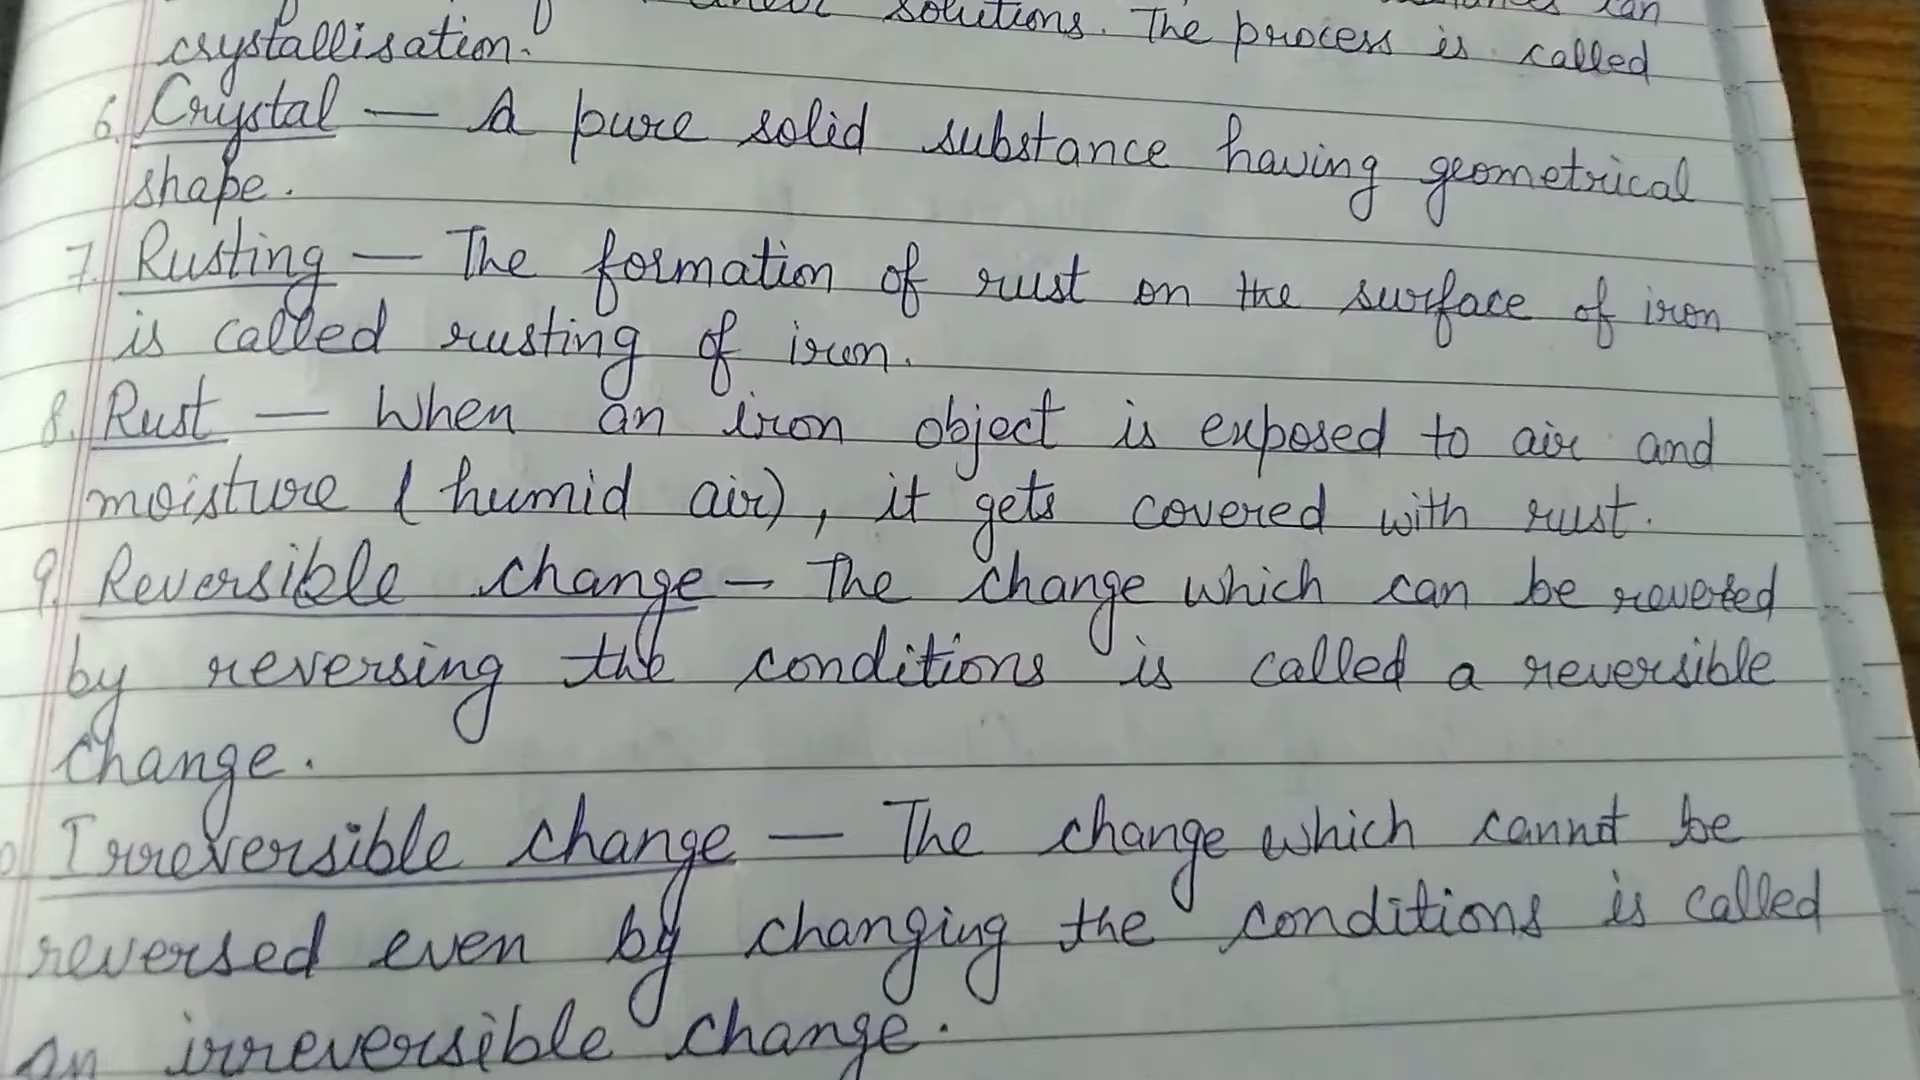 solutions. The process is called
crystallisation.
6. Crystal — A pure solid substance having geometrical
shape.
7. Rusting — The formation of rust on the surface of iron
is called rusting of iron.
8. Rust — When an iron object is exposed to air and
moisture (humid air), it gets covered with rust.
9. Reversible change — The change which can be reverted
by reversing the conditions is called a reversible
change.
Irreversible change — The change which cannot be
reversed even by changing the conditions is called
an irreversible change.